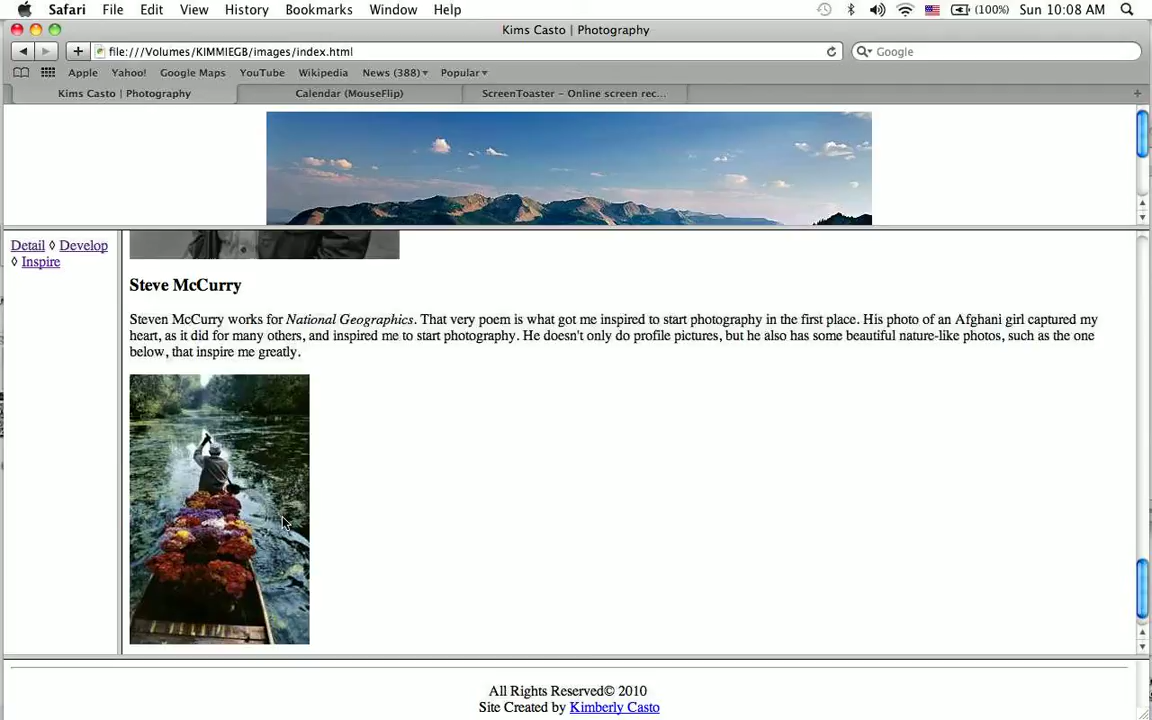 Safari File Edit View History Bookmarks Window Help (100%) Sun 10:08 AM
Kims Casto | Photography
file:///Volumes/KIMMIEGB/images/index.html Google
Apple Yahoo! Google Maps YouTube Wikipedia News (388) Popular
Kims Casto | Photography Calendar (MouseFlip) ScreenToaster – Online screen rec...
Detail ◊ Develop
◊ Inspire
Steve McCurry
Steven McCurry works for National Geographics. That very poem is what got me inspired to start photography in the first place. His photo of an Afghani girl captured my
heart, as it did for many others, and inspired me to start photography. He doesn't only do profile pictures, but he also has some beautiful nature-like photos, such as the one
below, that inspire me greatly.
All Rights Reserved© 2010
Site Created by Kimberly Casto